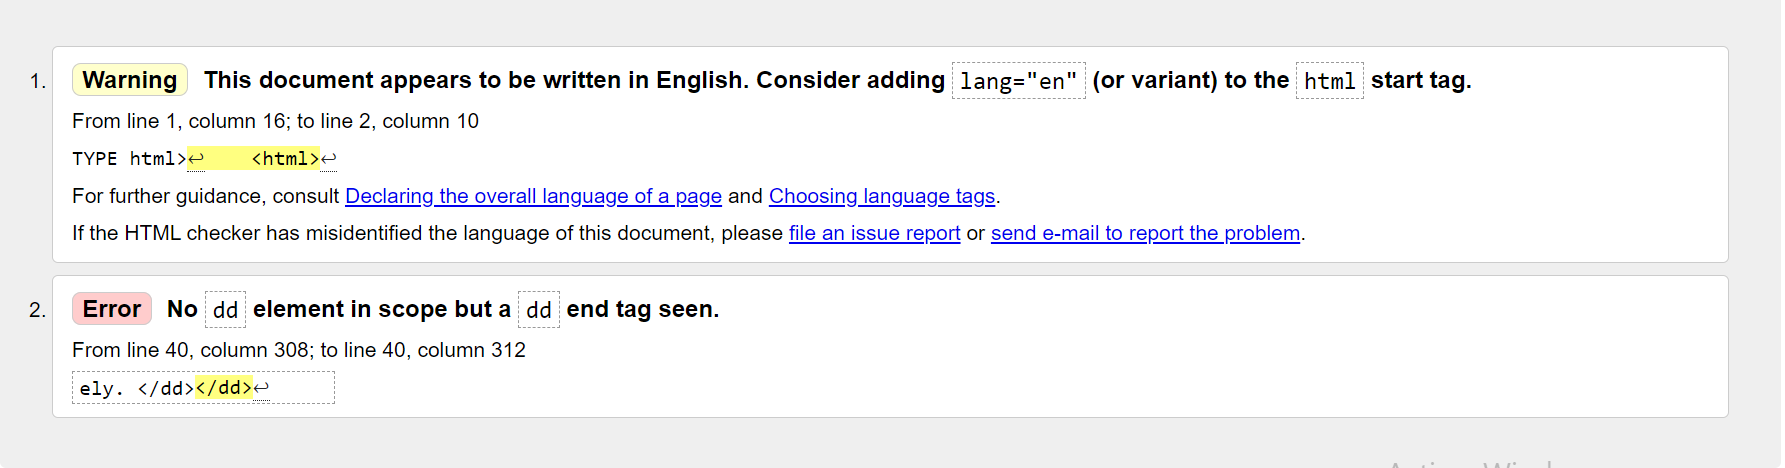 1. Warning This document appears to be written in English. Consider adding lang="en" (or variant) to the html start tag.
From line 1, column 16; to line 2, column 10
TYPE html>↩ <html>↩
For further guidance, consult Declaring the overall language of a page and Choosing language tags.
If the HTML checker has misidentified the language of this document, please file an issue report or send e-mail to report the problem.
2. Error No dd element in scope but a dd end tag seen.
From line 40, column 308; to line 40, column 312
ely. </dd></dd>↩